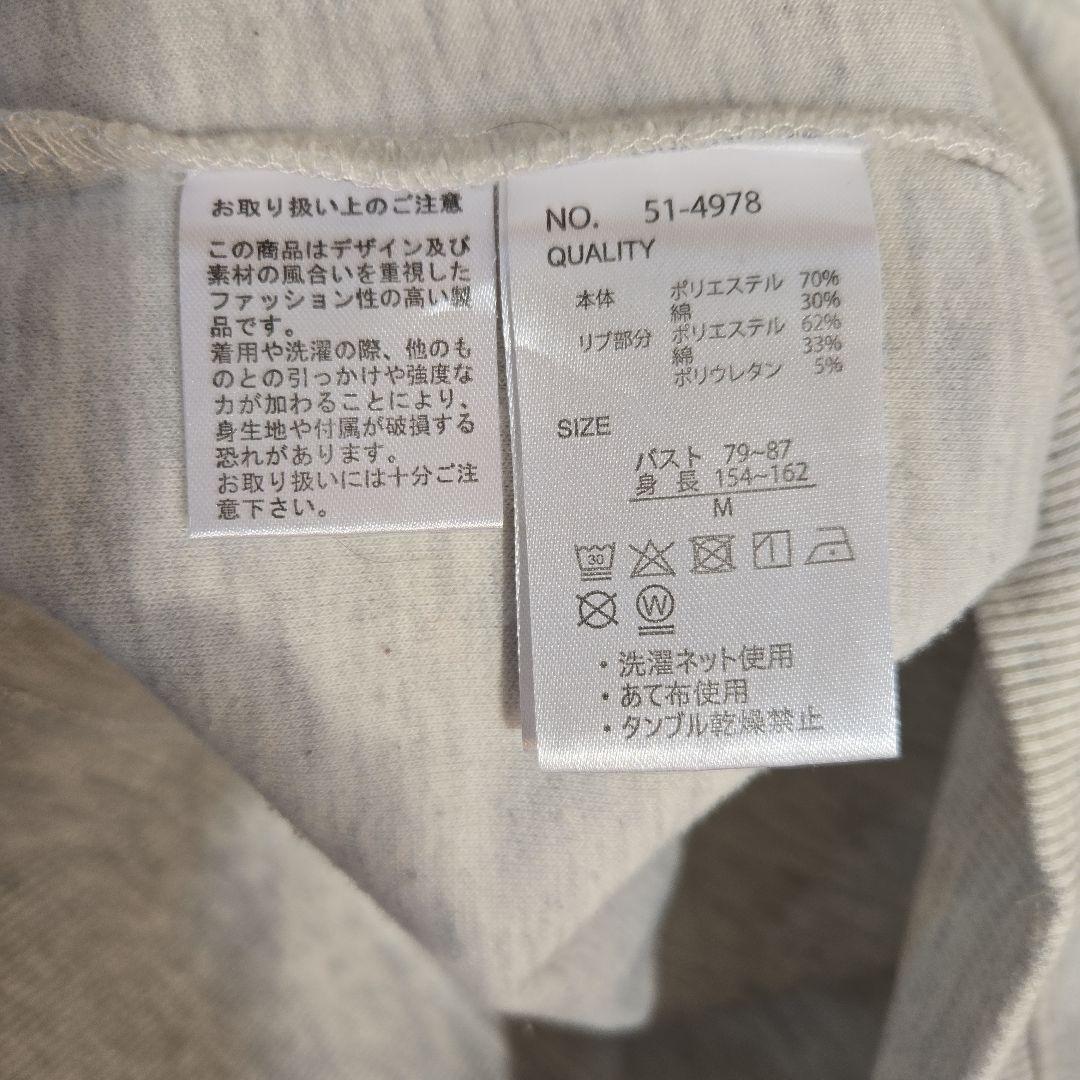 お取り扱い上のご注意
この商品はデザイン及び
素材の風合いを重視した
ファッション性の高い製
品です。
着用や洗濯の際、他のも
のとの引っかけや強度な
力が加わることにより、
身生地や付属が破損する
恐れがあります。
お取り扱いには十分ご注
意下さい。
NO. 51-4978
QUALITY
本体 ポリエステル 70%
綿 30%
リブ部分 ポリエステル 62%
綿 33%
ポリウレタン 5%
SIZE
バスト 79~87
身長 154~162
M
30
W
・洗濯ネット使用
・あて布使用
・タンブル乾燥禁止